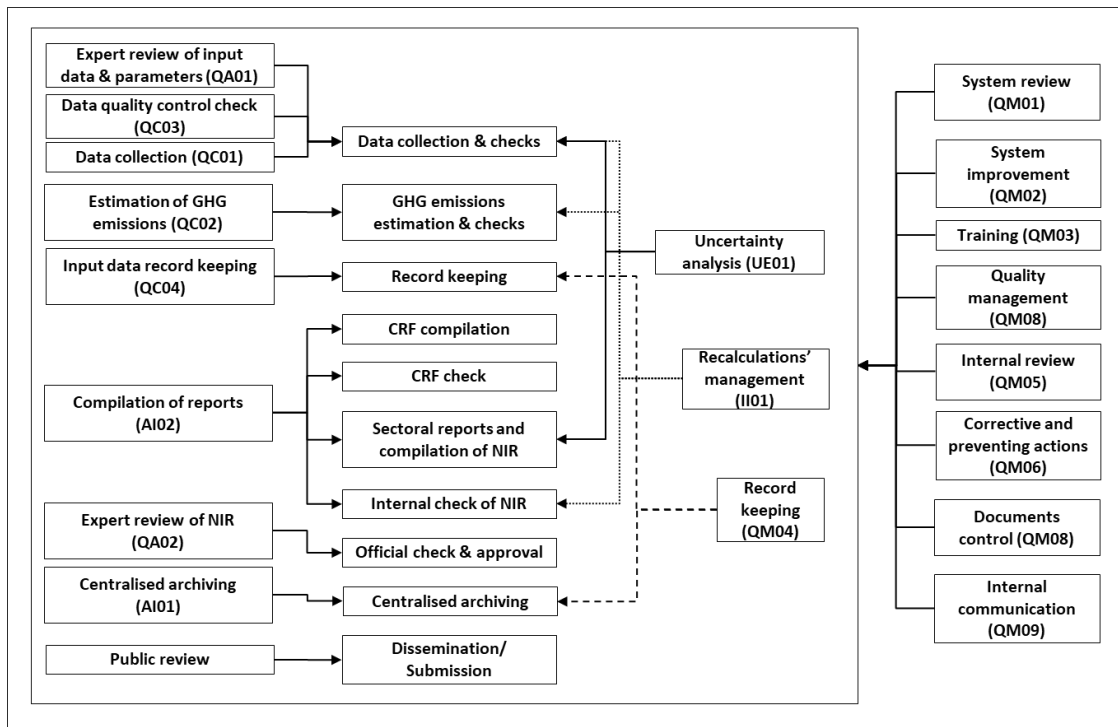 Expert review of input
data & parameters (QA01)
Data quality control check
(QC03)
Data collection (QC01)
Estimation of GHG
emissions (QC02)
Input data record keeping
(QC04)
Compilation of reports
(AI02)
Expert review of NIR
(QA02)
Centralised archiving
(AI01)
Public review
Data collection & checks
GHG emissions
estimation & checks
Record keeping
CRF compilation
CRF check
Sectoral reports and
compilation of NIR
Internal check of NIR
Official check & approval
Centralised archiving
Dissemination/
Submission
Uncertainty
analysis (UE01)
Recalculations’
management
(II01)
Record
keeping
(QM04)
System review
(QM01)
System
improvement
(QM02)
Training (QM03)
Quality
management
(QM08)
Internal review
(QM05)
Corrective and
preventing actions
(QM06)
Documents
control (QM08)
Internal
communication
(QM09)